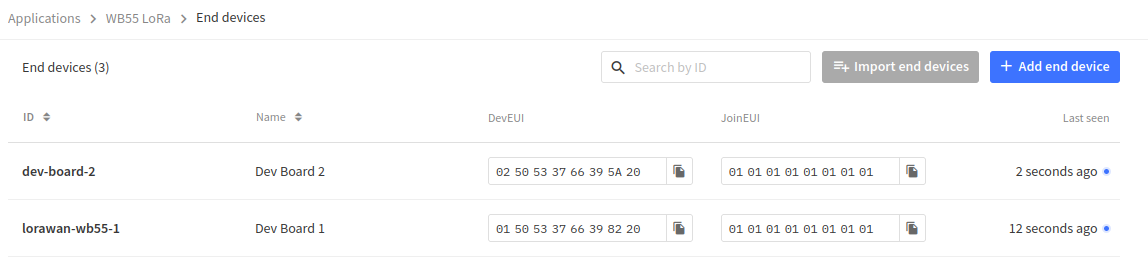 Applications > WB55 LoRa > End devices
End devices (3)
Search by ID
Import end devices
+ Add end device
ID Name DevEUI JoinEUI Last seen
dev-board-2 Dev Board 2 02 50 53 37 66 39 5A 20 01 01 01 01 01 01 01 01 2 seconds ago
lorawan-wb55-1 Dev Board 1 01 50 53 37 66 39 82 20 01 01 01 01 01 01 01 01 12 seconds ago